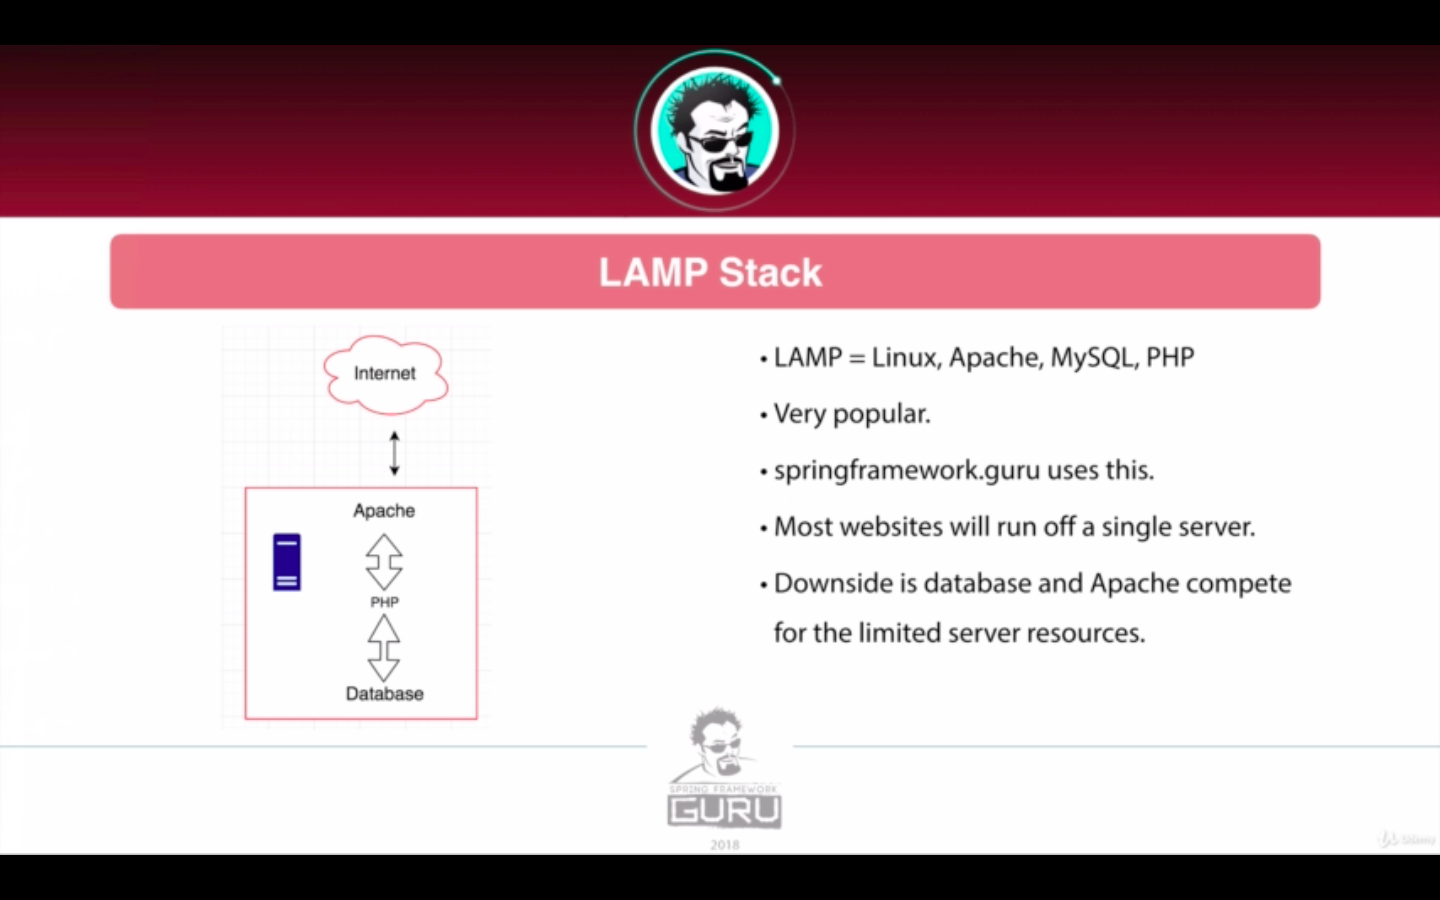 LAMP Stack
Internet
Apache
PHP
Database
• LAMP = Linux, Apache, MySQL, PHP
• Very popular.
• springframework.guru uses this.
• Most websites will run off a single server.
• Downside is database and Apache compete
for the limited server resources.
SPRING FRAMEWORK
GURU
2018
Udemy